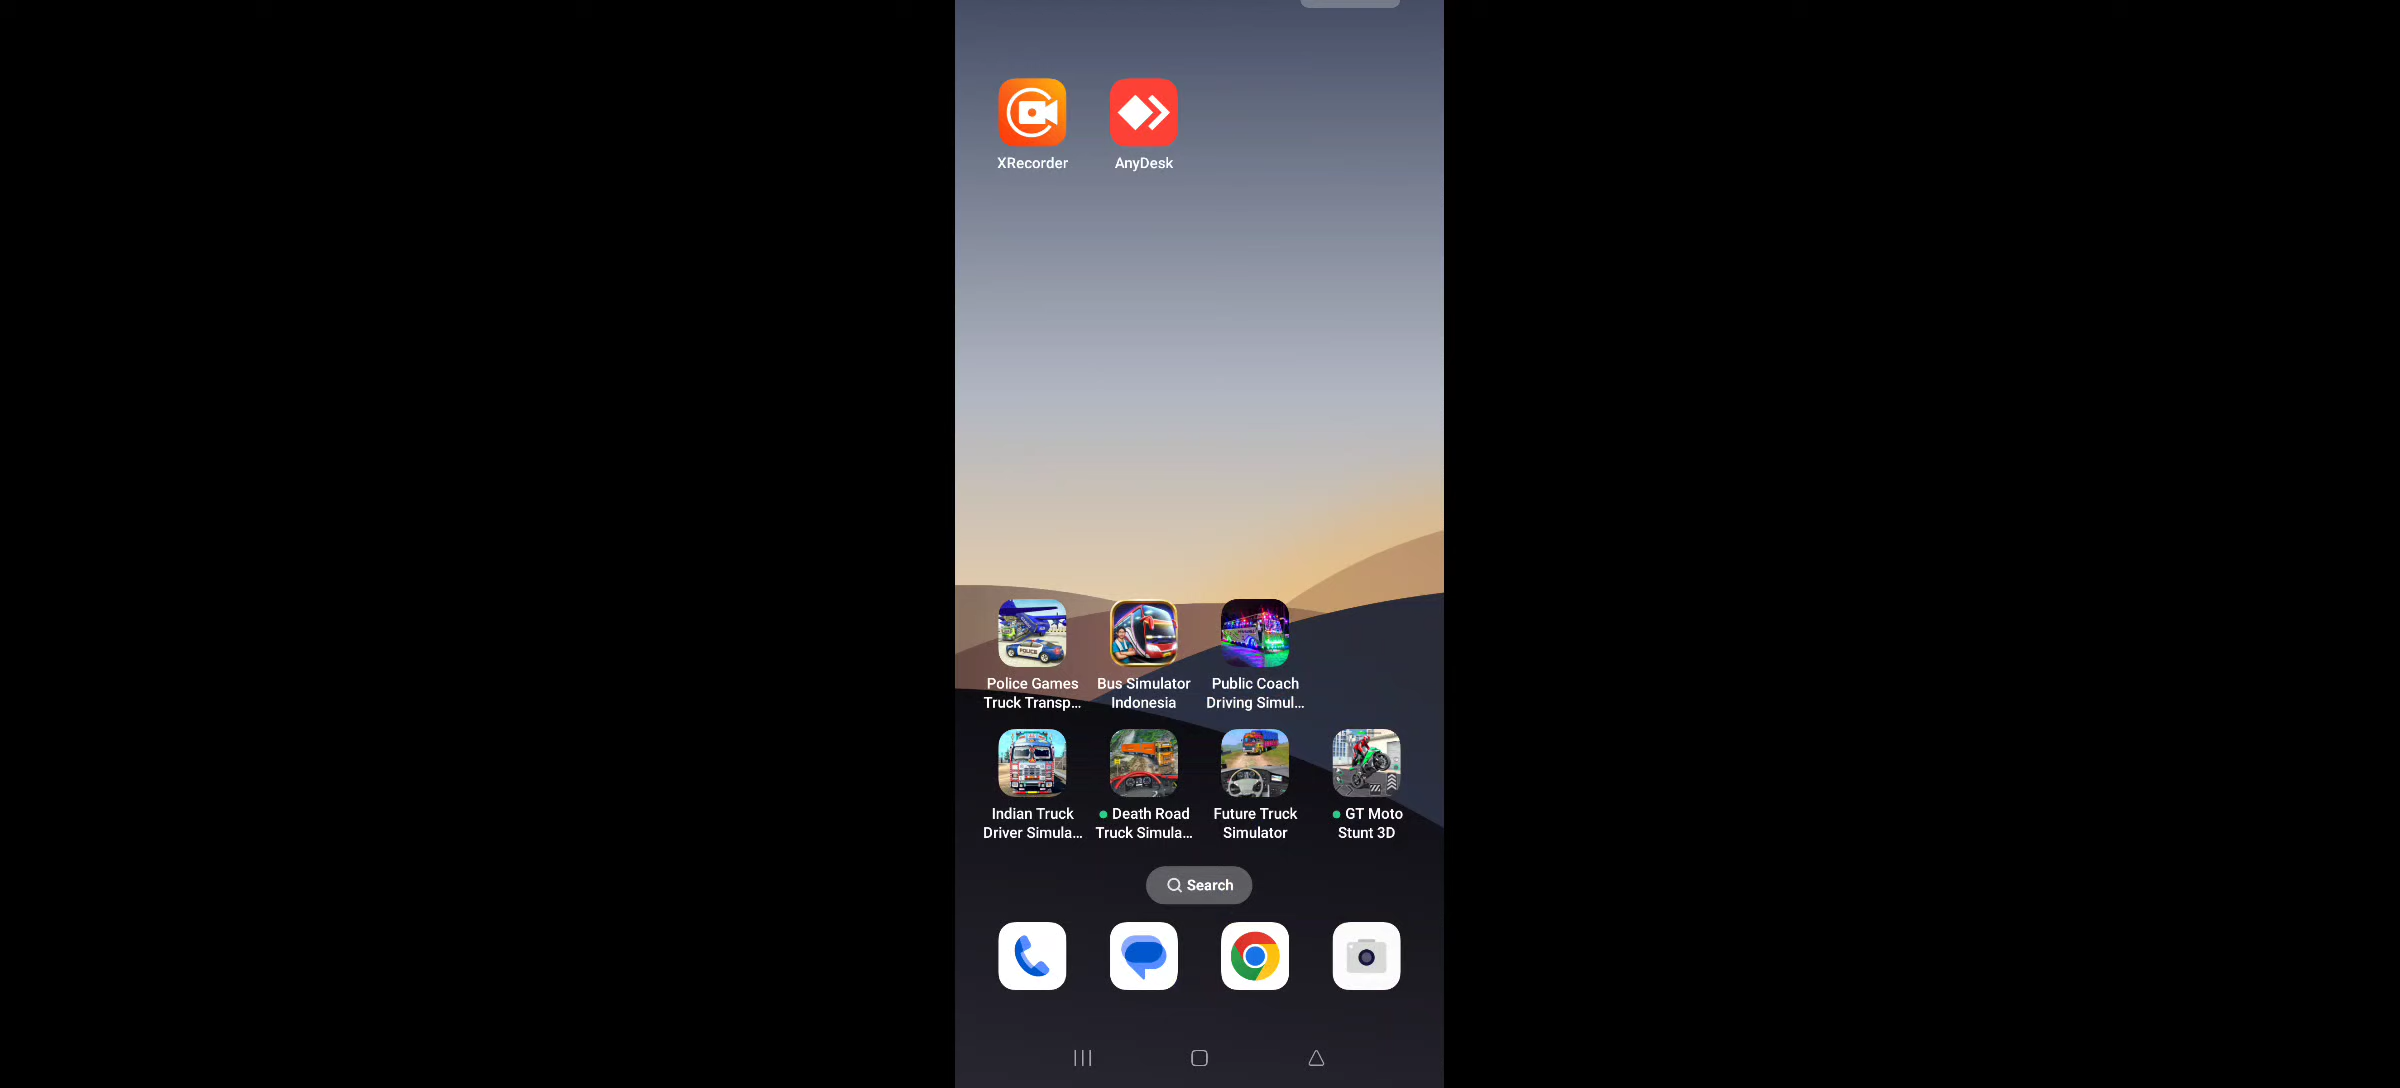 XRecorder
AnyDesk
POLICE
Police Games
Truck Transp...
Bus Simulator
Indonesia
Public Coach
Driving Simul...
Indian Truck
Driver Simula...
Death Road
Truck Simula...
Future Truck
Simulator
GT Moto
Stunt 3D
Search